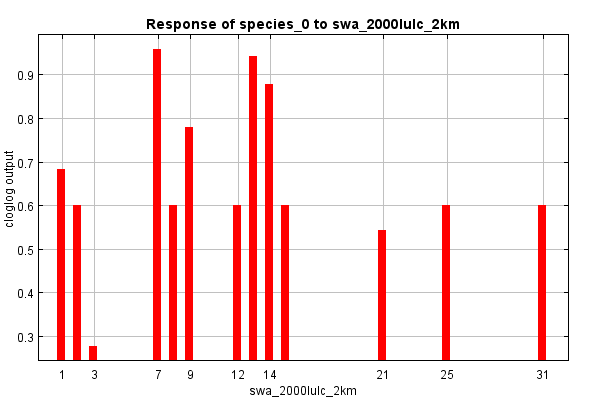 Response of species_0 to swa_2000lulc_2km
cloglog output
0.9
0.8
0.7
0.6
0.5
0.4
0.3
1 3 7 9 12 14 21 25 31
swa_2000lulc_2km